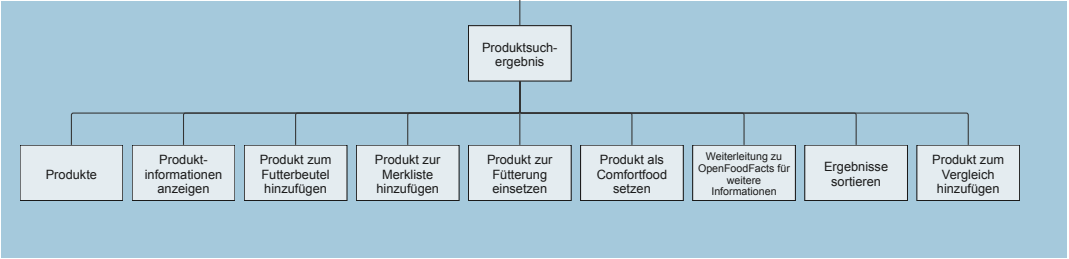 Produktsuch-
ergebnis
Produkte
Produkt-
informationen
anzeigen
Produkt zum
Futterbeutel
hinzufügen
Produkt zur
Merkliste
hinzufügen
Produkt zur
Fütterung
einsetzen
Produkt als
Comfortfood
setzen
Weiterleitung zu
OpenFoodFacts für
weitere
Informationen
Ergebnisse
sortieren
Produkt zum
Vergleich
hinzufügen